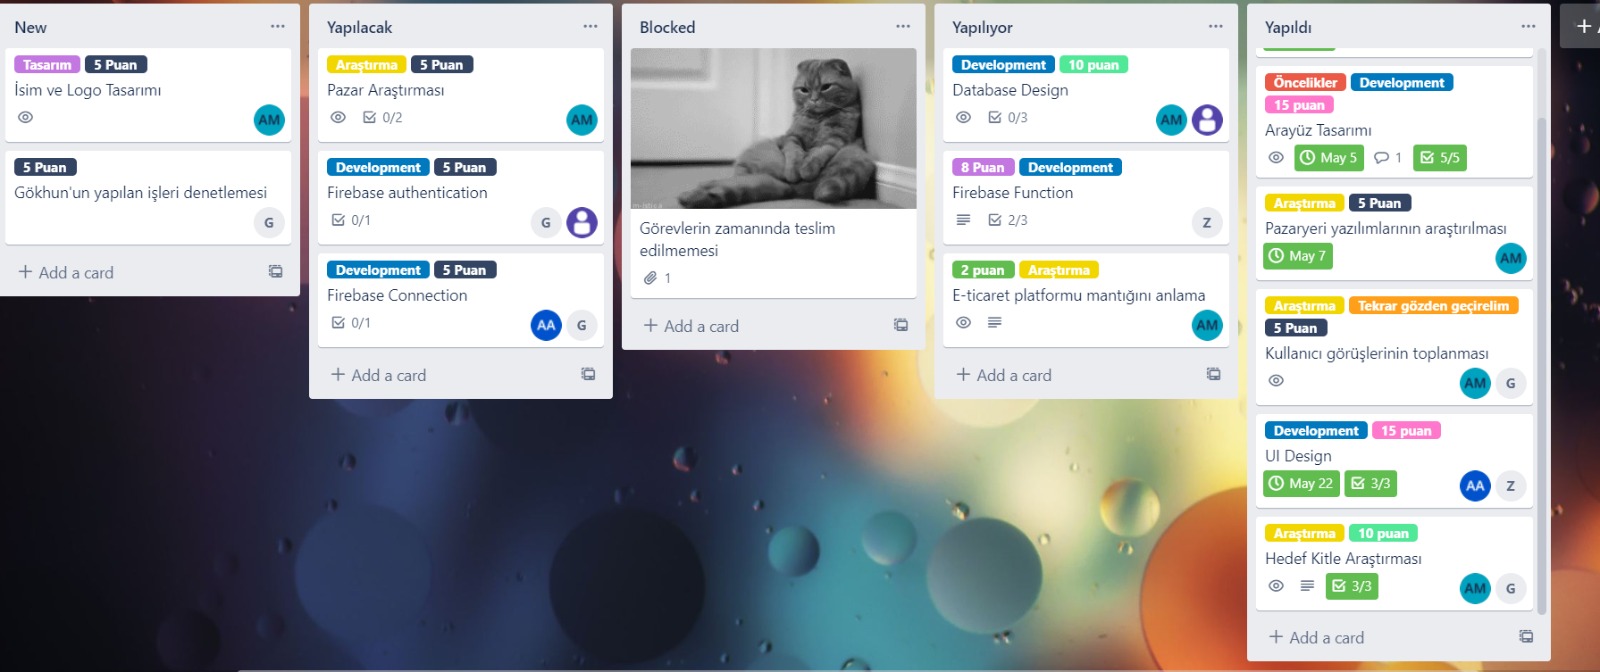 New
Tasarım 5 Puan
İsim ve Logo Tasarımı
AM
5 Puan
Gökhun'un yapılan işleri denetlemesi
G
+ Add a card
Yapılacak
Araştırma 5 Puan
Pazar Araştırması
0/2
AM
Development 5 Puan
Firebase authentication
0/1
G
Development 5 Puan
Firebase Connection
0/1
AA G
+ Add a card
Blocked
Görevlerin zamanında teslim
edilmemesi
1
+ Add a card
Yapılıyor
Development 10 puan
Database Design
0/3
AM
8 Puan Development
Firebase Function
2/3
Z
2 puan Araştırma
E-ticaret platformu mantığını anlama
AM
+ Add a card
Yapıldı
Öncelikler Development
15 puan
Arayüz Tasarımı
May 5 1 5/5
Araştırma 5 Puan
Pazaryeri yazılımlarının araştırılması
May 7
AM
Araştırma Tekrar gözden geçirelim
5 Puan
Kullanıcı görüşlerinin toplanması
AM G
Development 15 puan
UI Design
May 22 3/3
AA Z
Araştırma 10 puan
Hedef Kitle Araştırması
3/3
AM G
+ Add a card
+